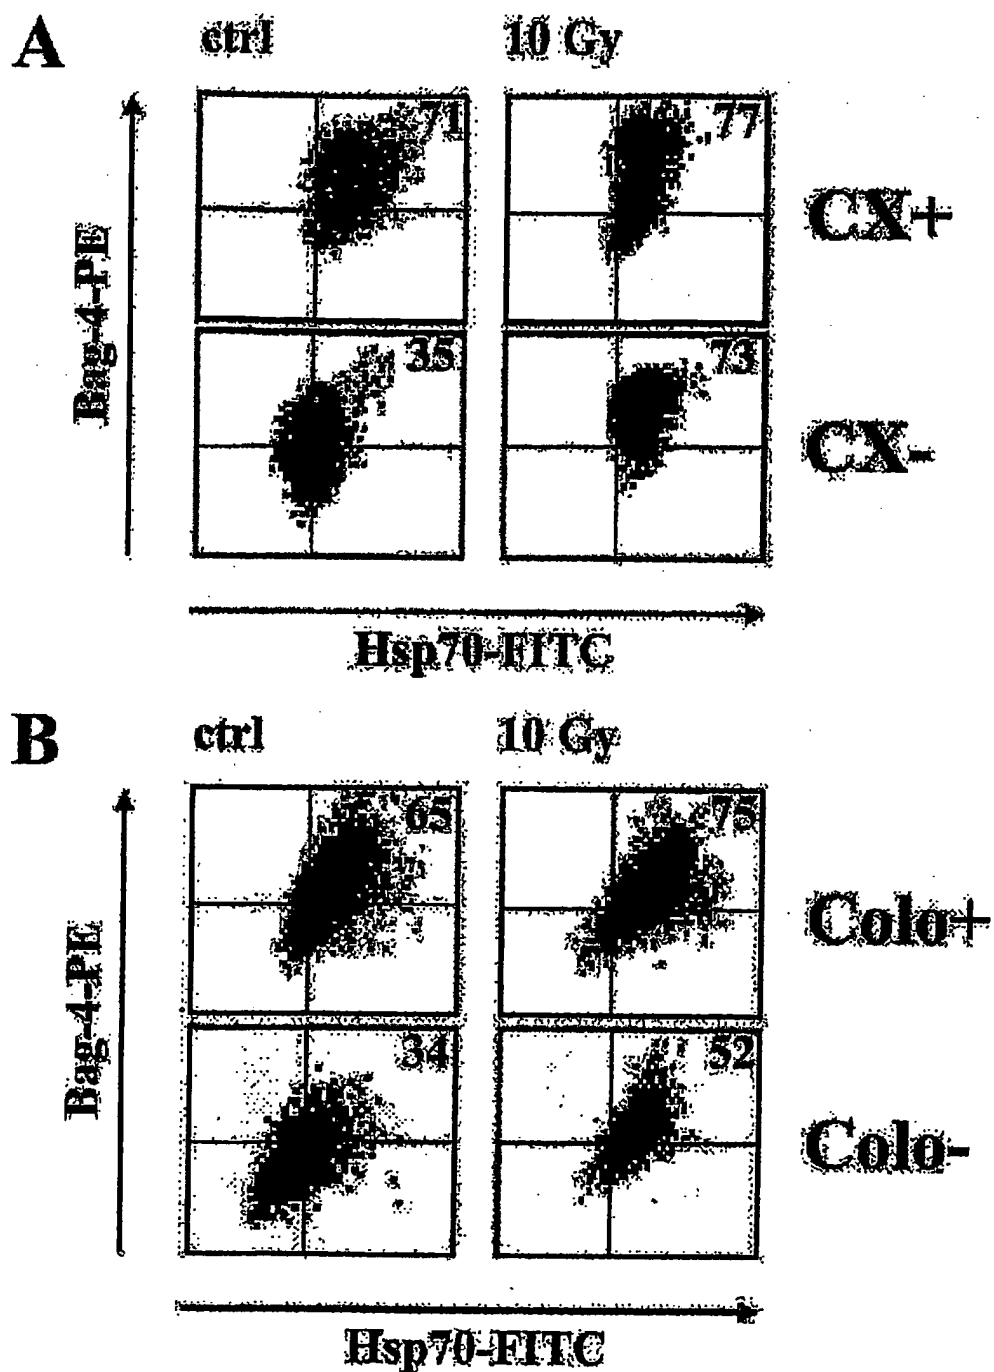 A
ctrl 10 Gy
71 77
CX+
Bag-4-PE
35 73
CX-
Hsp70-FITC
B
ctrl 10 Gy
65 75
Colo+
Bag-4-PE
34 52
Colo-
Hsp70-FITC